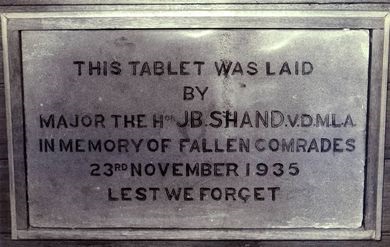 THIS TABLET WAS LAID
BY
MAJOR THE Hon JB. SHAND. V.D. M.L.A.
IN MEMORY OF FALLEN COMRADES
23RD NOVEMBER 1935
LEST WE FORGET